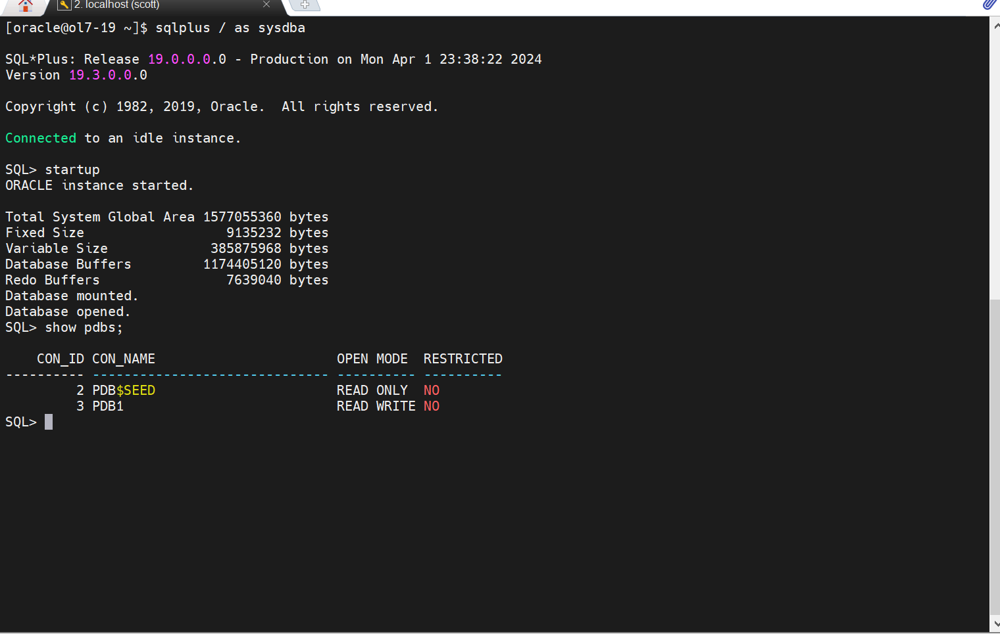 2. localhost (scott)
[oracle@ol7-19 ~]$ sqlplus / as sysdba
SQL*Plus: Release 19.0.0.0.0 - Production on Mon Apr 1 23:38:22 2024
Version 19.3.0.0.0
Copyright (c) 1982, 2019, Oracle.  All rights reserved.
Connected to an idle instance.
SQL> startup
ORACLE instance started.
Total System Global Area 1577055360 bytes
Fixed Size                  9135232 bytes
Variable Size             385875968 bytes
Database Buffers         1174405120 bytes
Redo Buffers                7639040 bytes
Database mounted.
Database opened.
SQL> show pdbs;
    CON_ID CON_NAME                       OPEN MODE  RESTRICTED
---------- ------------------------------ ---------- ----------
         2 PDB$SEED                       READ ONLY  NO
         3 PDB1                           READ WRITE NO
SQL>